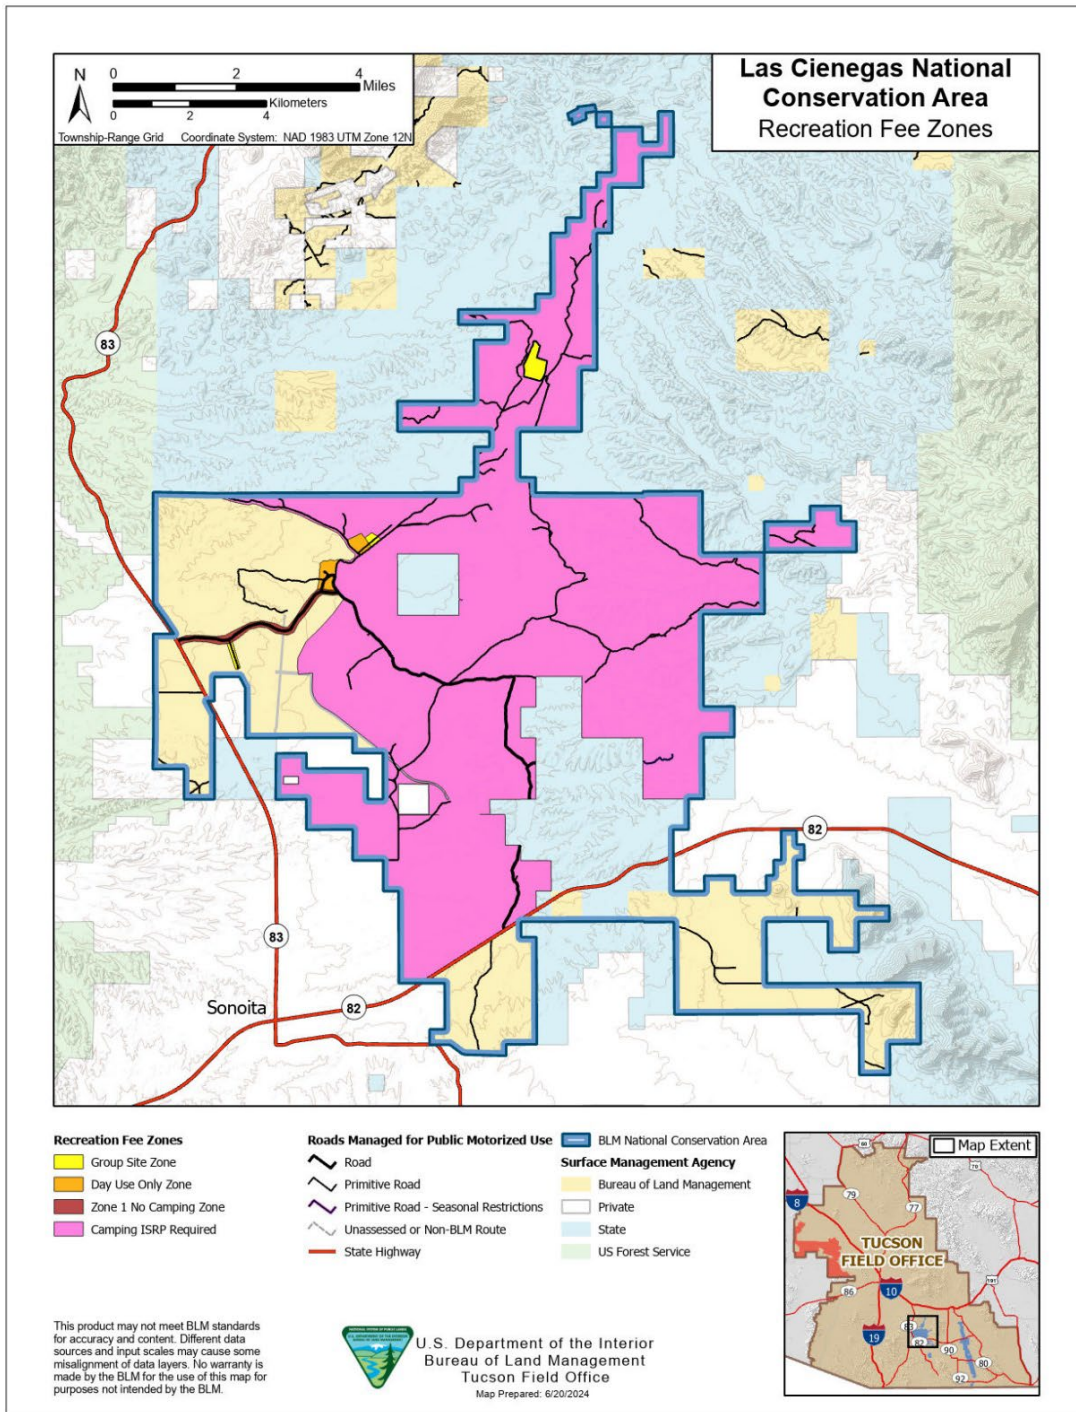 Las Cienegas National
Conservation Area
Recreation Fee Zones
N
0 2 4
Miles
Kilometers
0 2 4
Township-Range Grid Coordinate System: NAD 1983 UTM Zone 12N
83
82
83
Sonoita
82
Recreation Fee Zones
Group Site Zone
Day Use Only Zone
Zone 1 No Camping Zone
Camping ISRP Required
Roads Managed for Public Motorized Use
Road
Primitive Road
Primitive Road - Seasonal Restrictions
Unassessed or Non-BLM Route
State Highway
BLM National Conservation Area
Surface Management Agency
Bureau of Land Management
Private
State
US Forest Service
Map Extent
8
79
77
70
TUCSON
FIELD OFFICE
86
10
191
19
83
82
90
80
92
This product may not meet BLM standards
for accuracy and content. Different data
sources and input scales may cause some
misalignment of data layers. No warranty is
made by the BLM for the use of this map for
purposes not intended by the BLM.
U.S. Department of the Interior
Bureau of Land Management
Tucson Field Office
Map Prepared: 6/20/2024